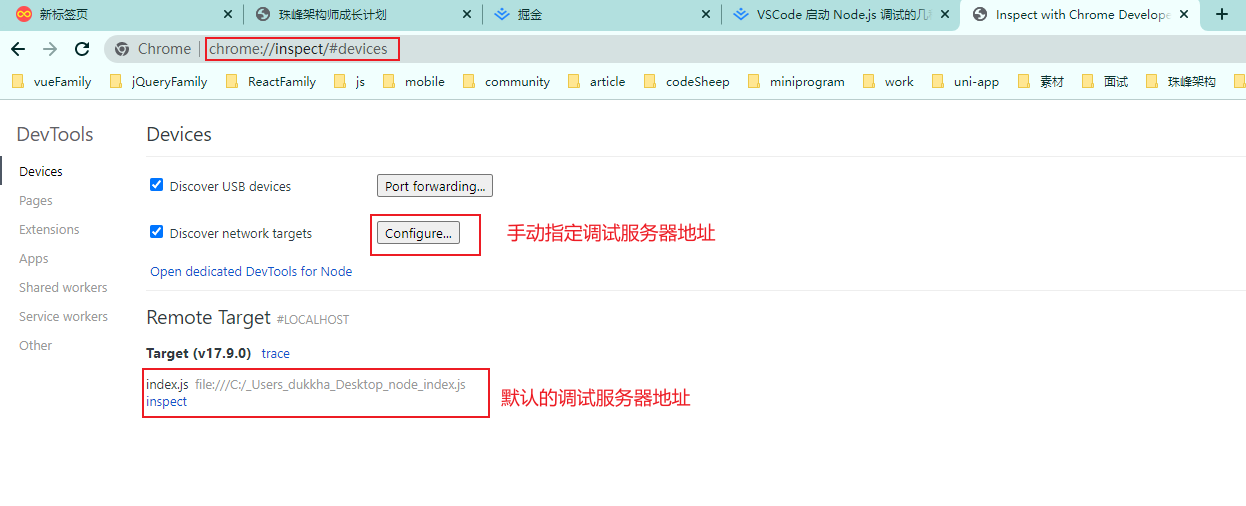 新标签页
珠峰架构师成长计划
掘金
VSCode 启动 Node.js 调试的几
Inspect with Chrome Develope
Chrome | chrome://inspect/#devices
vueFamily jQueryFamily ReactFamily js mobile community article codeSheep miniprogram work uni-app 素材 面试 珠峰架构
DevTools
Devices
Pages
Extensions
Apps
Shared workers
Service workers
Other
Devices
Discover USB devices Port forwarding...
Discover network targets Configure... 手动指定调试服务器地址
Open dedicated DevTools for Node
Remote Target #LOCALHOST
Target (v17.9.0) trace
index.js file:///C:/_Users_dukkha_Desktop_node_index.js
inspect
默认的调试服务器地址